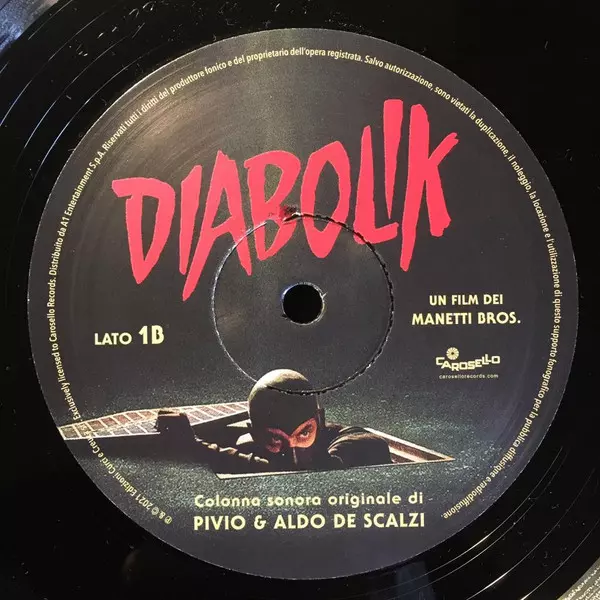 ℗ & © 2021 Edizioni Curci e Creuza. Exclusively licensed to Carosello Records. Distribuito da A1 Entertainment S.p.A. Riservati tutti i diritti del produttore fonico e del proprietario dell'opera registrata. Salvo autorizzazione, sono vietati la duplicazione, il noleggio, la locazione e l'utilizzazione di questo supporto fonografico per la pubblica diffusione e radiodiffusione.
DIABOLIK
UN FILM DEI
MANETTI BROS.
LATO 1B
CAROSELLO
carosellorecords.com
Colonna sonora originale di
PIVIO & ALDO DE SCALZI